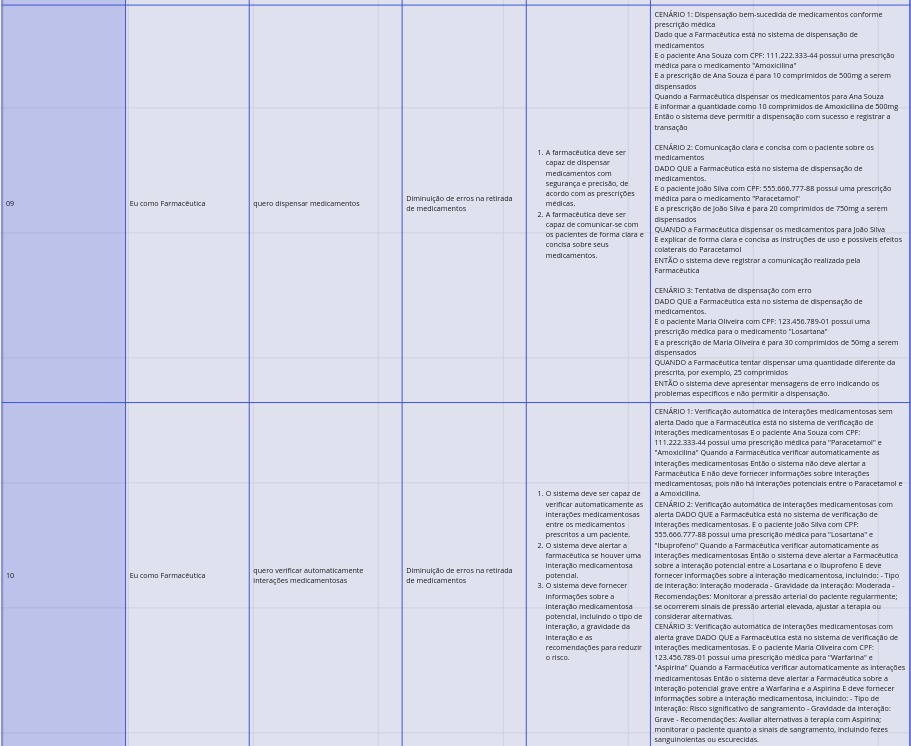 09
Eu como Farmacêutica
quero dispensar medicamentos
Diminuição de erros na retirada
de medicamentos
1. A farmacêutica deve ser
capaz de dispensar
medicamentos com
segurança e precisão, de
acordo com as prescrições
médicas.
2. A farmacêutica deve ser
capaz de comunicar-se com
os pacientes de forma clara e
concisa sobre seus
medicamentos.
CENÁRIO 1: Dispensação bem-sucedida de medicamentos conforme
prescrição médica
Dado que a Farmacêutica está no sistema de dispensação de
medicamentos
E o paciente Ana Souza com CPF: 111.222.333-44 possui uma prescrição
médica para o medicamento "Amoxicilina"
E a prescrição de Ana Souza é para 10 comprimidos de 500mg a serem
dispensados
Quando a Farmacêutica dispensar os medicamentos para Ana Souza
E informar a quantidade como 10 comprimidos de Amoxicilina de 500mg
Então o sistema deve permitir a dispensação com sucesso e registrar a
transação
CENÁRIO 2: Comunicação clara e concisa com o paciente sobre os
medicamentos
DADO QUE a Farmacêutica está no sistema de dispensação de
medicamentos.
E o paciente João Silva com CPF: 555.666.777-88 possui uma prescrição
médica para o medicamento "Paracetamol"
E a prescrição de João Silva é para 20 comprimidos de 750mg a serem
dispensados
QUANDO a Farmacêutica dispensar os medicamentos para João Silva
E explicar de forma clara e concisa as instruções de uso e possíveis efeitos
colaterais do Paracetamol
ENTÃO o sistema deve registrar a comunicação realizada pela
Farmacêutica
CENÁRIO 3: Tentativa de dispensação com erro
DADO QUE a Farmacêutica está no sistema de dispensação de
medicamentos.
E o paciente Maria Oliveira com CPF: 123.456.789-01 possui uma
prescrição médica para o medicamento "Losartana"
E a prescrição de Maria Oliveira é para 30 comprimidos de 50mg a serem
dispensados
QUANDO a Farmacêutica tentar dispensar uma quantidade diferente da
prescrita, por exemplo, 25 comprimidos
ENTÃO o sistema deve apresentar mensagens de erro indicando os
problemas específicos e não permitir a dispensação.
10
Eu como Farmacêutica
quero verificar automaticamente
interações medicamentosas
Diminuição de erros na retirada
de medicamentos
1. O sistema deve ser capaz de
verificar automaticamente as
interações medicamentosas
entre os medicamentos
prescritos a um paciente.
2. O sistema deve alertar a
farmacêutica se houver uma
interação medicamentosa
potencial.
3. O sistema deve fornecer
informações sobre a
interação medicamentosa
potencial, incluindo o tipo de
interação, a gravidade da
interação e as
recomendações para reduzir
o risco.
CENÁRIO 1: Verificação automática de interações medicamentosas sem
alerta Dado que a Farmacêutica está no sistema de verificação de
interações medicamentosas E o paciente Ana Souza com CPF:
111.222.333-44 possui uma prescrição médica para "Paracetamol" e
"Amoxicilina" Quando a Farmacêutica verificar automaticamente as
interações medicamentosas Então o sistema não deve alertar a
Farmacêutica E não deve fornecer informações sobre interações
medicamentosas, pois não há interações potenciais entre o Paracetamol e
a Amoxicilina.
CENÁRIO 2: Verificação automática de interações medicamentosas com
alerta DADO QUE a Farmacêutica está no sistema de verificação de
interações medicamentosas. E o paciente João Silva com CPF:
555.666.777-88 possui uma prescrição médica para "Losartana" e
"Ibuprofeno" Quando a Farmacêutica verificar automaticamente as
interações medicamentosas Então o sistema deve alertar a Farmacêutica
sobre a interação potencial entre a Losartana e o Ibuprofeno E deve
fornecer informações sobre a interação medicamentosa, incluindo: - Tipo
de interação: Interação moderada - Gravidade da interação: Moderada -
Recomendações: Monitorar a pressão arterial do paciente regularmente;
se ocorrerem sinais de pressão arterial elevada, ajustar a terapia ou
considerar alternativas.
CENÁRIO 3: Verificação automática de interações medicamentosas com
alerta grave DADO QUE a Farmacêutica está no sistema de verificação de
interações medicamentosas. E o paciente Maria Oliveira com CPF:
123.456.789-01 possui uma prescrição médica para "Warfarina" e
"Aspirina" Quando a Farmacêutica verificar automaticamente as interações
medicamentosas Então o sistema deve alertar a Farmacêutica sobre a
interação potencial grave entre a Warfarina e a Aspirina E deve fornecer
informações sobre a interação medicamentosa, incluindo: - Tipo de
interação: Risco significativo de sangramento - Gravidade da interação:
Grave - Recomendações: Avaliar alternativas à terapia com Aspirina;
monitorar o paciente quanto a sinais de sangramento, incluindo fezes
sanguinolentas ou escurecidas.